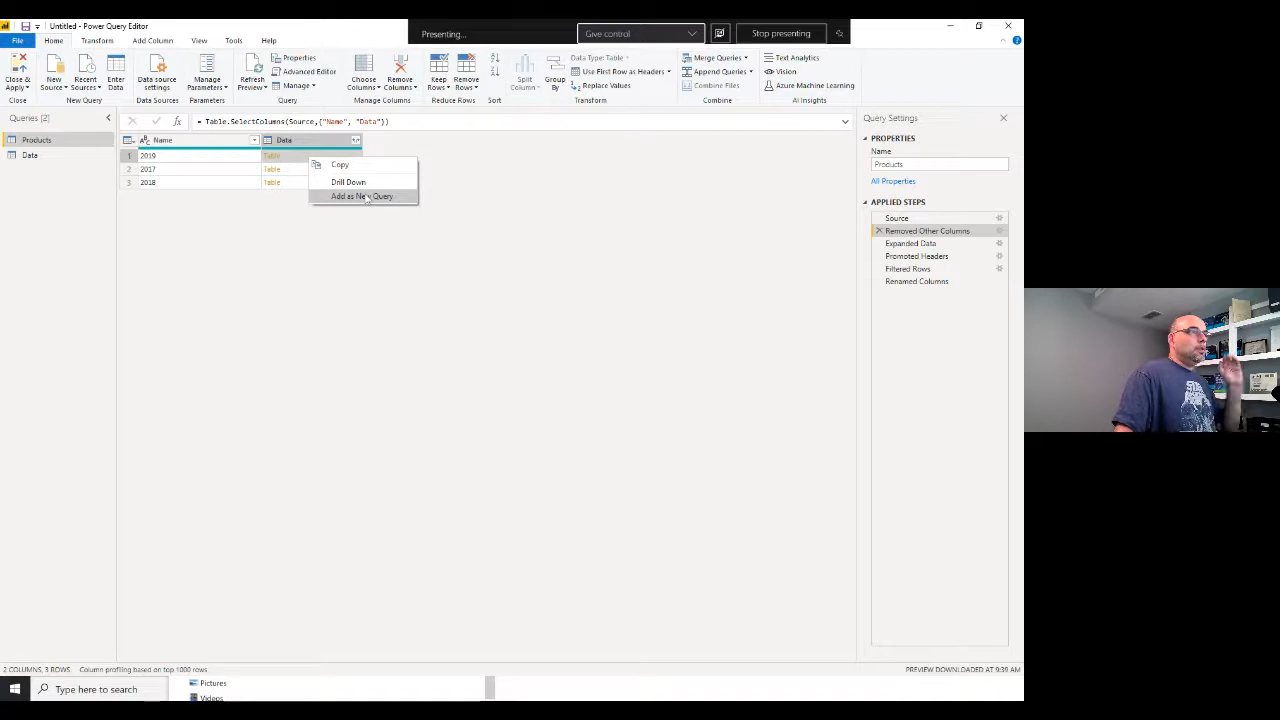 Untitled - Power Query Editor
Presenting...
Give control
Stop presenting
File
Home
Transform
Add Column
View
Tools
Help
Close &
Apply
New
Source
Recent
Sources
Enter
Data
Data source
settings
Manage
Parameters
Refresh
Preview
Properties
Advanced Editor
Manage
Choose
Columns
Remove
Columns
Keep
Rows
Remove
Rows
Split
Column
Group
By
Data Type: Table
Use First Row as Headers
Replace Values
Merge Queries
Append Queries
Combine Files
Text Analytics
Vision
Azure Machine Learning
Close
New Query
Data Sources
Parameters
Query
Manage Columns
Reduce Rows
Sort
Transform
Combine
AI Insights
Queries [2]
= Table.SelectColumns(Source,{"Name", "Data"})
Products
Data
Name
Data
1 2019 Table
2 2017 Table
3 2018 Table
Copy
Drill Down
Add as New Query
Query Settings
PROPERTIES
Name
Products
All Properties
APPLIED STEPS
Source
Removed Other Columns
Expanded Data
Promoted Headers
Filtered Rows
Renamed Columns
2 COLUMNS, 3 ROWS
Column profiling based on top 1000 rows
PREVIEW DOWNLOADED AT 9:39 AM
Type here to search
Pictures
Videos